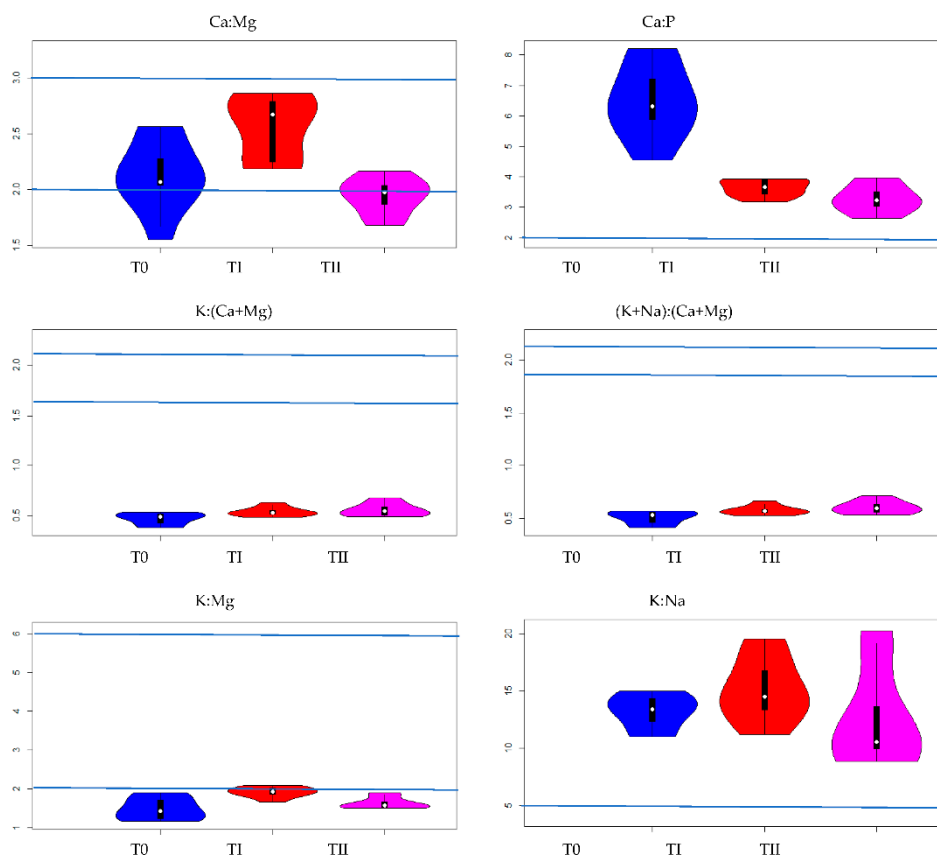 Ca:Mg
Ca:P
3.0
2.5
2.0
1.5
T0 TI TII
8
7
6
5
4
3
2
T0 TI TII
K:(Ca+Mg)
(K+Na):(Ca+Mg)
2.0
1.5
1.0
0.5
T0 TI TII
2.0
1.5
1.0
0.5
T0 TI TII
K:Mg
K:Na
6
5
4
3
2
1
T0 TI TII
20
15
10
5
T0 TI TII